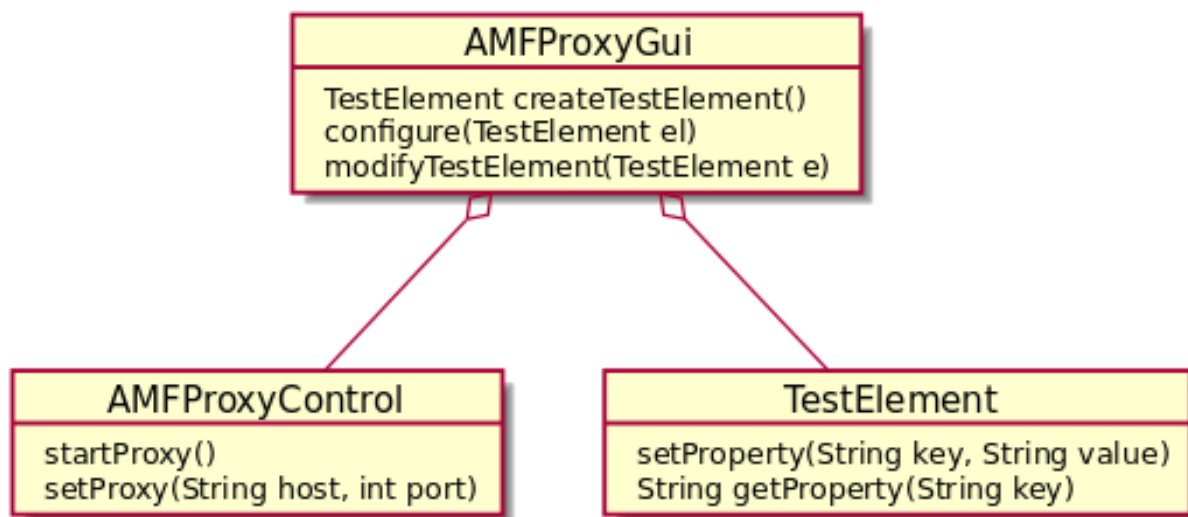 AMFProxyGui
TestElement createTestElement()
configure(TestElement el)
modifyTestElement(TestElement e)
AMFProxyControl
startProxy()
setProxy(String host, int port)
TestElement
setProperty(String key, String value)
String getProperty(String key)